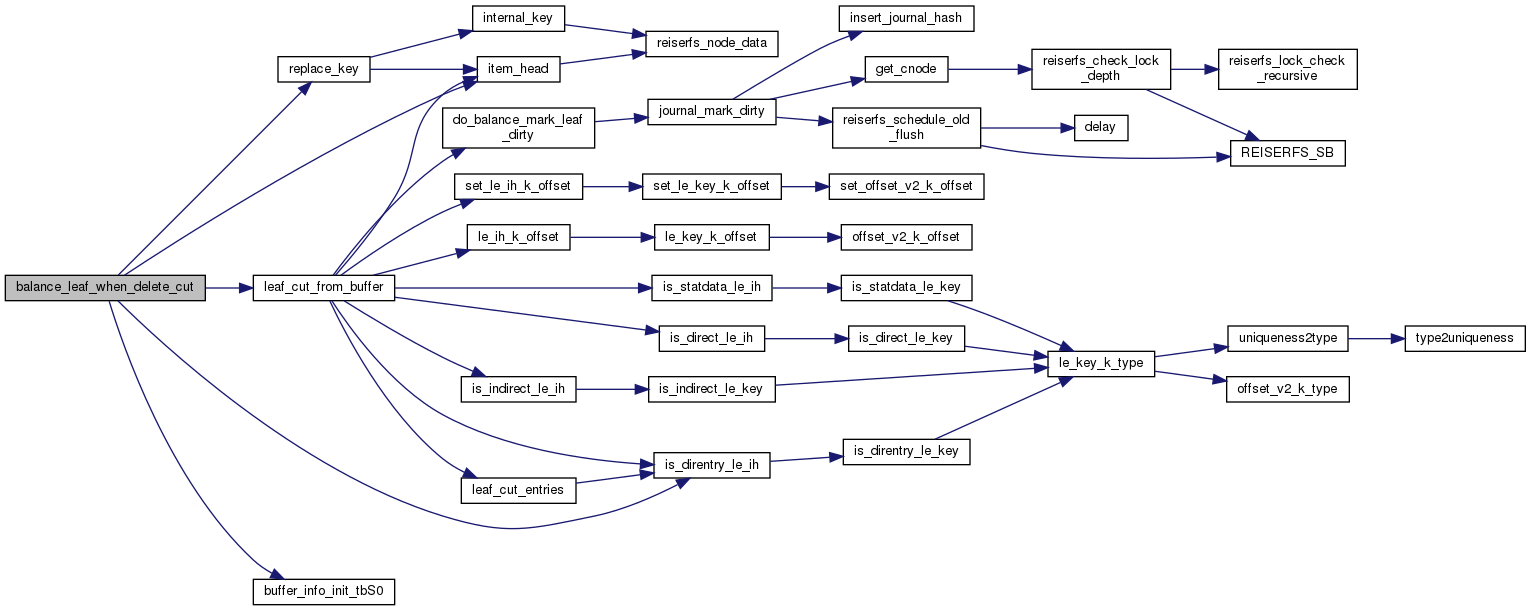 insert_journal_hash
internal_key
reiserfs_node_data
replace_key
item_head
get_cnode
reiserfs_check_lock
_depth
reiserfs_lock_check
_recursive
journal_mark_dirty
do_balance_mark_leaf
_dirty
reiserfs_schedule_old
_flush
delay
REISERFS_SB
set_le_ih_k_offset
set_le_key_k_offset
set_offset_v2_k_offset
le_ih_k_offset
le_key_k_offset
offset_v2_k_offset
balance_leaf_when_delete_cut
leaf_cut_from_buffer
is_statdata_le_ih
is_statdata_le_key
is_direct_le_ih
is_direct_le_key
uniqueness2type
type2uniqueness
le_key_k_type
is_indirect_le_ih
is_indirect_le_key
offset_v2_k_type
is_direntry_le_key
is_direntry_le_ih
leaf_cut_entries
buffer_info_init_tbS0